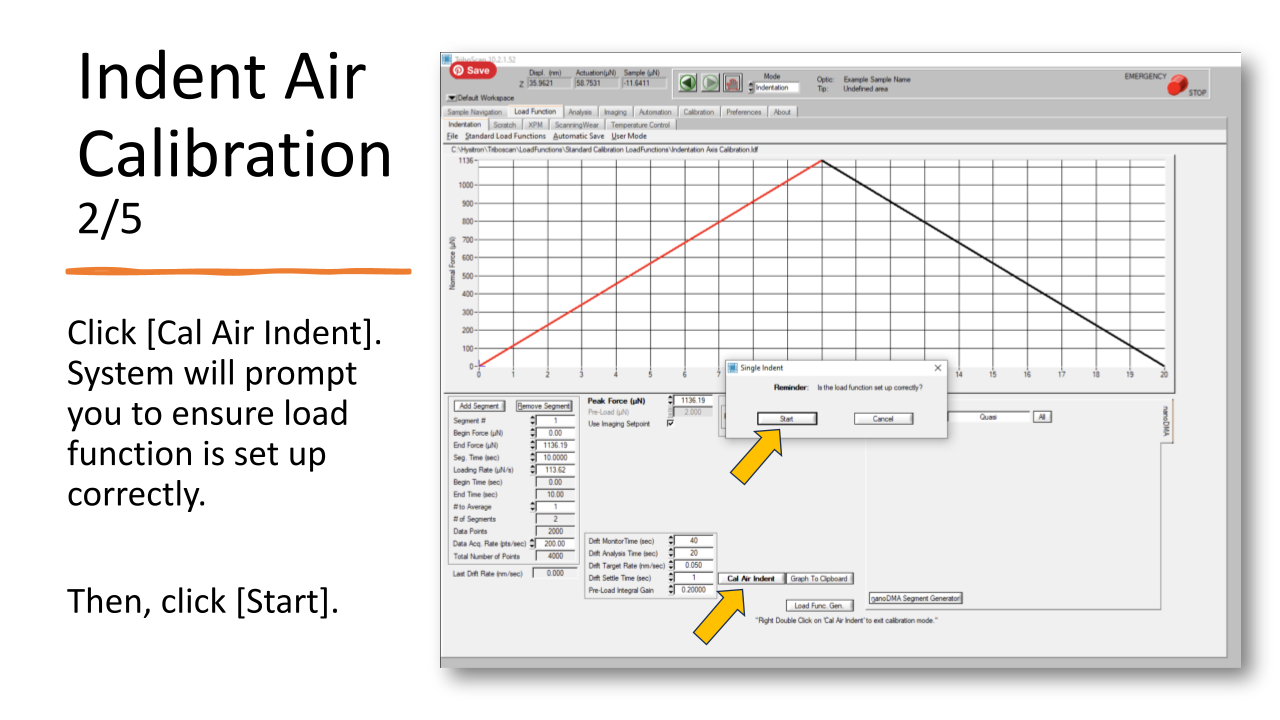 Indent Air
Calibration
2/5
Click [Cal Air Indent].
System will prompt
you to ensure load
function is set up
correctly.
Then, click [Start].
Save
10.2.1.52
Displ. (nm) Actuation(µN) Sample (µN)
Z 35.9621 58.7531 -11.6411
Mode
Indentation
Optic: Example Sample Name
Tip: Undefined area
EMERGENCY
STOP
Default Workspace
Sample Navigation Load Function Analysis Imaging Automation Calibration Preferences About
Indentation Scratch XPM ScanningWear Temperature Control
File Standard Load Functions Automatic Save User Mode
C:\Hysitron\Triboscan\LoadFunctions\Standard Calibration LoadFunctions\Indentation Axis Calibration.ldf
Normal Force (µN)
1136
1000
900
800
700
600
500
400
300
200
100
0
0 1 2 3 4 5 6 7 14 15 16 17 18 19 20
Single Indent
Reminder: Is the load function set up correctly?
Start Cancel
Add Segment Remove Segment
Segment # 1
Begin Force (µN) 0.00
End Force (µN) 1136.19
Seg. Time (sec) 10.0000
Loading Rate (µN/s) 113.62
Begin Time (sec) 0.00
End Time (sec) 10.00
# to Average 1
# of Segments 2
Data Points 2000
Data Acq. Rate (pts/sec) 200.00
Total Number of Points 4000
Last Drift Rate (nm/sec) 0.000
Peak Force (µN) 1136.19
Pre-Load (µN) 2.000
Use Imaging Setpoint
Quasi All
nanoDMA
Drift MonitorTime (sec) 40
Drift Analysis Time (sec) 20
Drift Target Rate (nm/sec) 0.050
Drift Settle Time (sec) 1
Pre-Load Integral Gain 0.20000
Cal Air Indent Graph To Clipboard
Load Func. Gen.
nanoDMA Segment Generator
"Right Double Click on 'Cal Air Indent' to exit calibration mode."